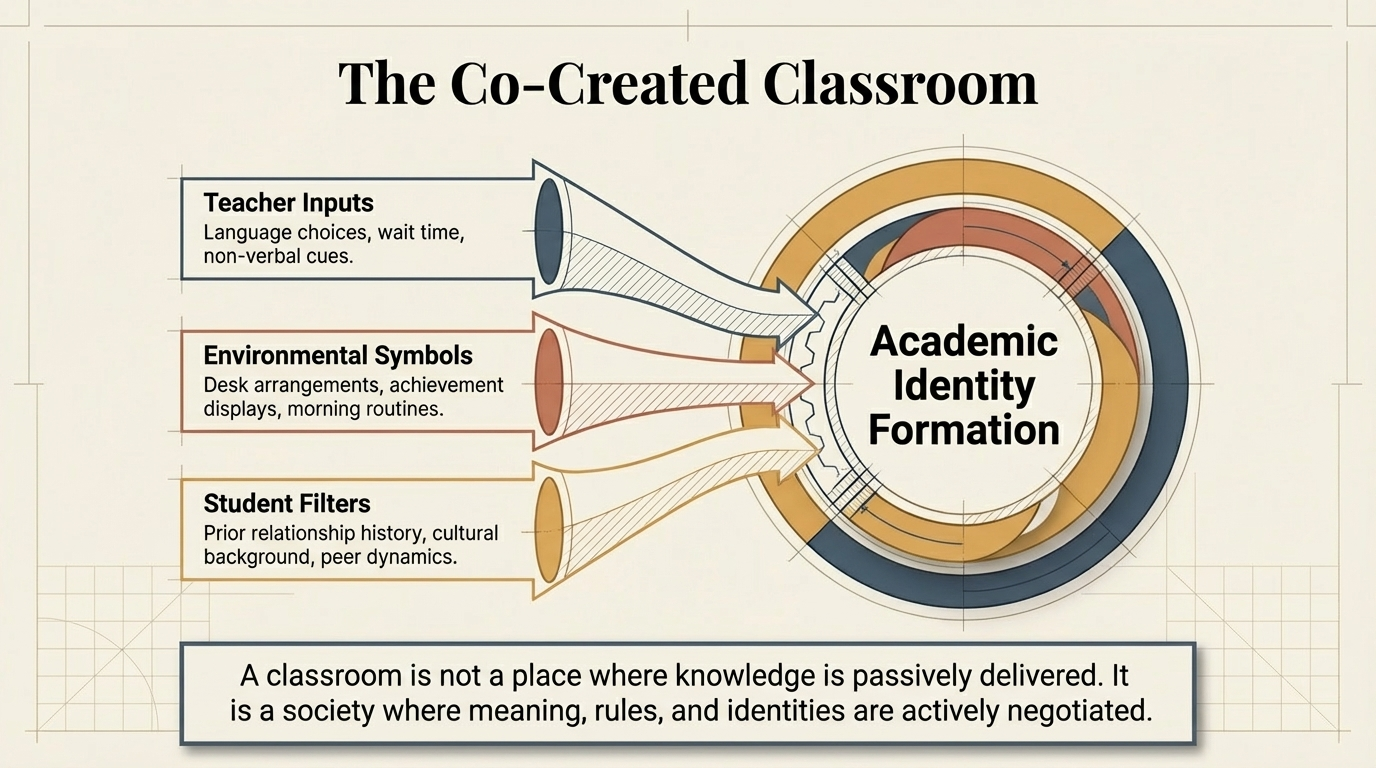 The Co-Created Classroom
Teacher Inputs
Language choices, wait time,
non-verbal cues.
Environmental Symbols
Desk arrangements, achievement
displays, morning routines.
Student Filters
Prior relationship history, cultural
background, peer dynamics.
Academic
Identity
Formation
A classroom is not a place where knowledge is passively delivered. It
is a society where meaning, rules, and identities are actively negotiated.